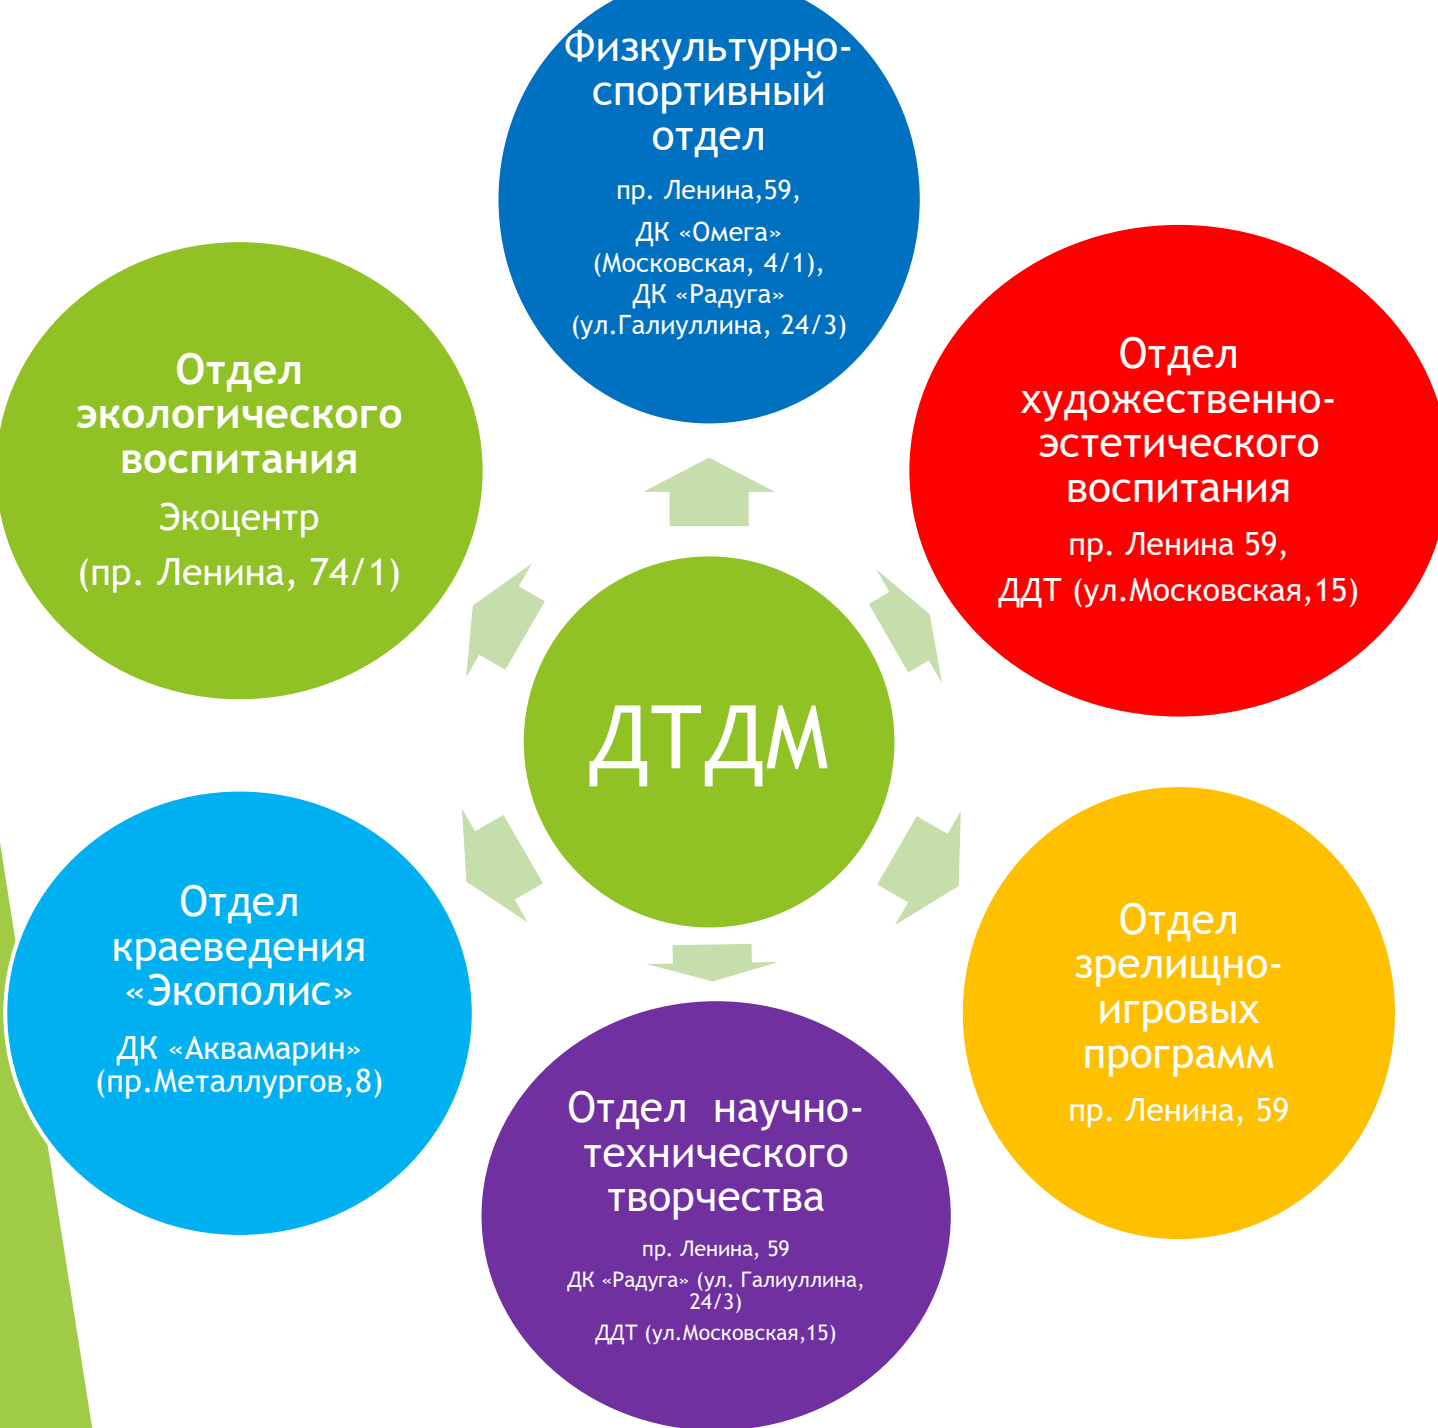 Физкультурно-
спортивный
отдел
пр. Ленина,59,
ДК «Омега»
(Московская, 4/1),
ДК «Радуга»
(ул.Галиуллина, 24/3)
Отдел
художественно-
эстетического
воспитания
пр. Ленина 59,
ДДТ (ул.Московская,15)
Отдел
зрелищно-
игровых
программ
пр. Ленина, 59
Отдел научно-
технического
творчества
пр. Ленина, 59
ДК «Радуга» (ул. Галиуллина,
24/3)
ДДТ (ул.Московская,15)
Отдел
краеведения
«Экополис»
ДК «Аквамарин»
(пр.Металлургов,8)
Отдел
экологического
воспитания
Экоцентр
(пр. Ленина, 74/1)
ДТДМ